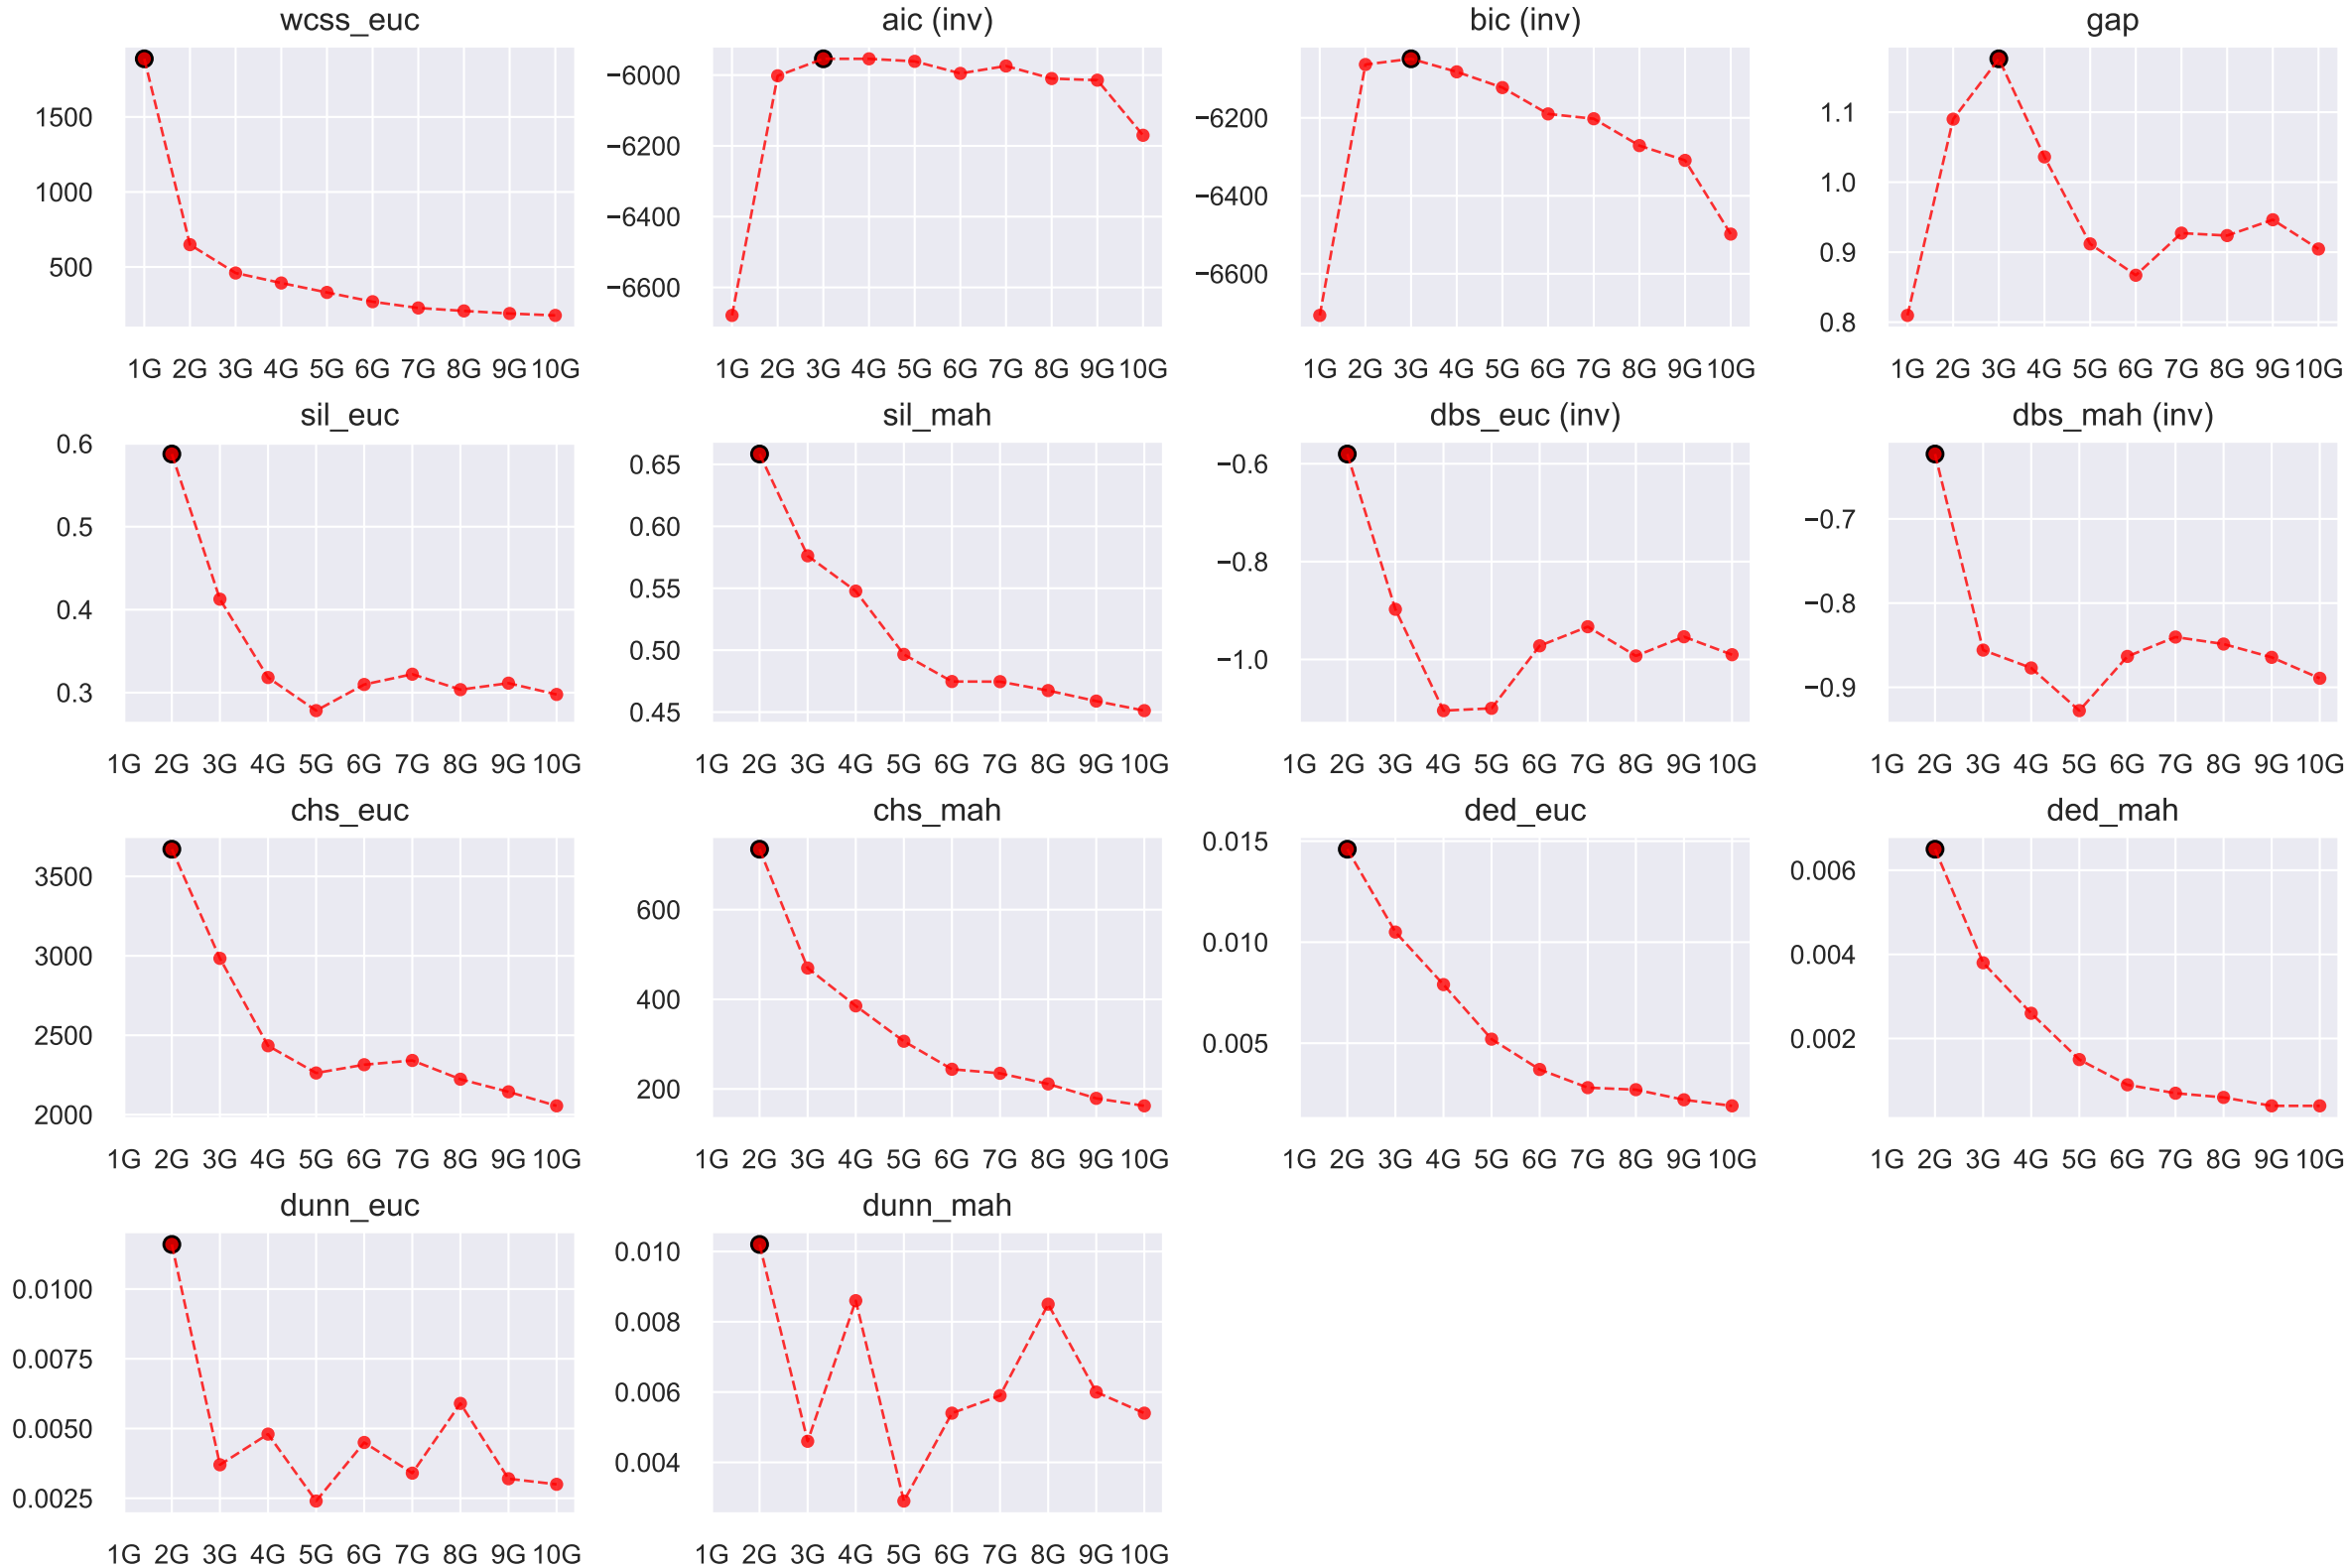 wcss_euc
aic (inv)
bic (inv)
gap
1500
1000
500
−6000
−6200
−6400
−6600
−6200
−6400
−6600
1.1
1.0
0.9
0.8
1G 2G 3G 4G 5G 6G 7G 8G 9G 10G
1G 2G 3G 4G 5G 6G 7G 8G 9G 10G
1G 2G 3G 4G 5G 6G 7G 8G 9G 10G
1G 2G 3G 4G 5G 6G 7G 8G 9G 10G
sil_euc
sil_mah
dbs_euc (inv)
dbs_mah (inv)
0.6
0.5
0.4
0.3
0.65
0.60
0.55
0.50
0.45
−0.6
−0.8
−1.0
−0.7
−0.8
−0.9
1G 2G 3G 4G 5G 6G 7G 8G 9G 10G
1G 2G 3G 4G 5G 6G 7G 8G 9G 10G
1G 2G 3G 4G 5G 6G 7G 8G 9G 10G
1G 2G 3G 4G 5G 6G 7G 8G 9G 10G
chs_euc
chs_mah
ded_euc
ded_mah
3500
3000
2500
2000
600
400
200
0.015
0.010
0.005
0.006
0.004
0.002
1G 2G 3G 4G 5G 6G 7G 8G 9G 10G
1G 2G 3G 4G 5G 6G 7G 8G 9G 10G
1G 2G 3G 4G 5G 6G 7G 8G 9G 10G
1G 2G 3G 4G 5G 6G 7G 8G 9G 10G
dunn_euc
dunn_mah
0.0100
0.0075
0.0050
0.0025
0.010
0.008
0.006
0.004
1G 2G 3G 4G 5G 6G 7G 8G 9G 10G
1G 2G 3G 4G 5G 6G 7G 8G 9G 10G